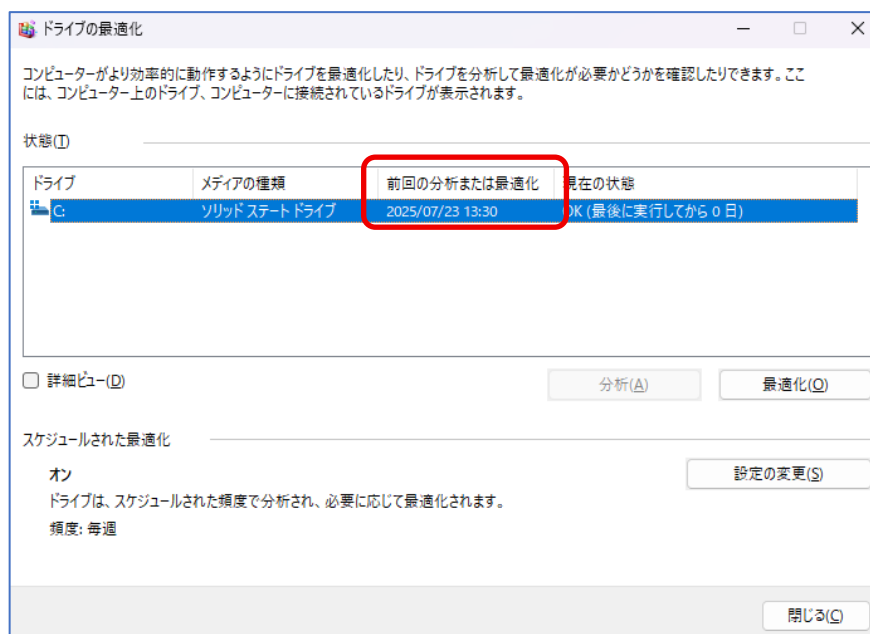 ドライブの最適化
コンピューターがより効率的に動作するようにドライブを最適化したり、ドライブを分析して最適化が必要かどうかを確認したりできます。ここ
には、コンピューター上のドライブ、コンピューターに接続されているドライブが表示されます。
状態(T)
ドライブ メディアの種類 前回の分析または最適化 現在の状態
C: ソリッド ステート ドライブ 2025/07/23 13:30 OK (最後に実行してから 0 日)
詳細ビュー(D)
分析(A) 最適化(O)
スケジュールされた最適化
オン
設定の変更(S)
ドライブは、スケジュールされた頻度で分析され、必要に応じて最適化されます。
頻度: 毎週
閉じる(C)